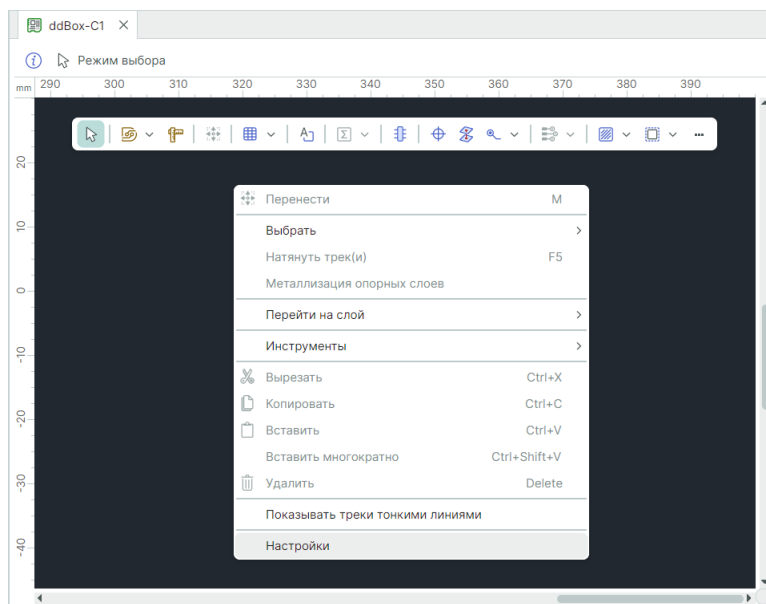 ddBox-C1
Режим выбора
mm 290 300 310 320 330 340 350 360 370 380 390
20
10
0
-10
-20
-30
-40
Перенести M
Выбрать
Натянуть трек(и) F5
Металлизация опорных слоев
Перейти на слой
Инструменты
Вырезать Ctrl+X
Копировать Ctrl+C
Вставить Ctrl+V
Вставить многократно Ctrl+Shift+V
Удалить Delete
Показывать треки тонкими линиями
Настройки